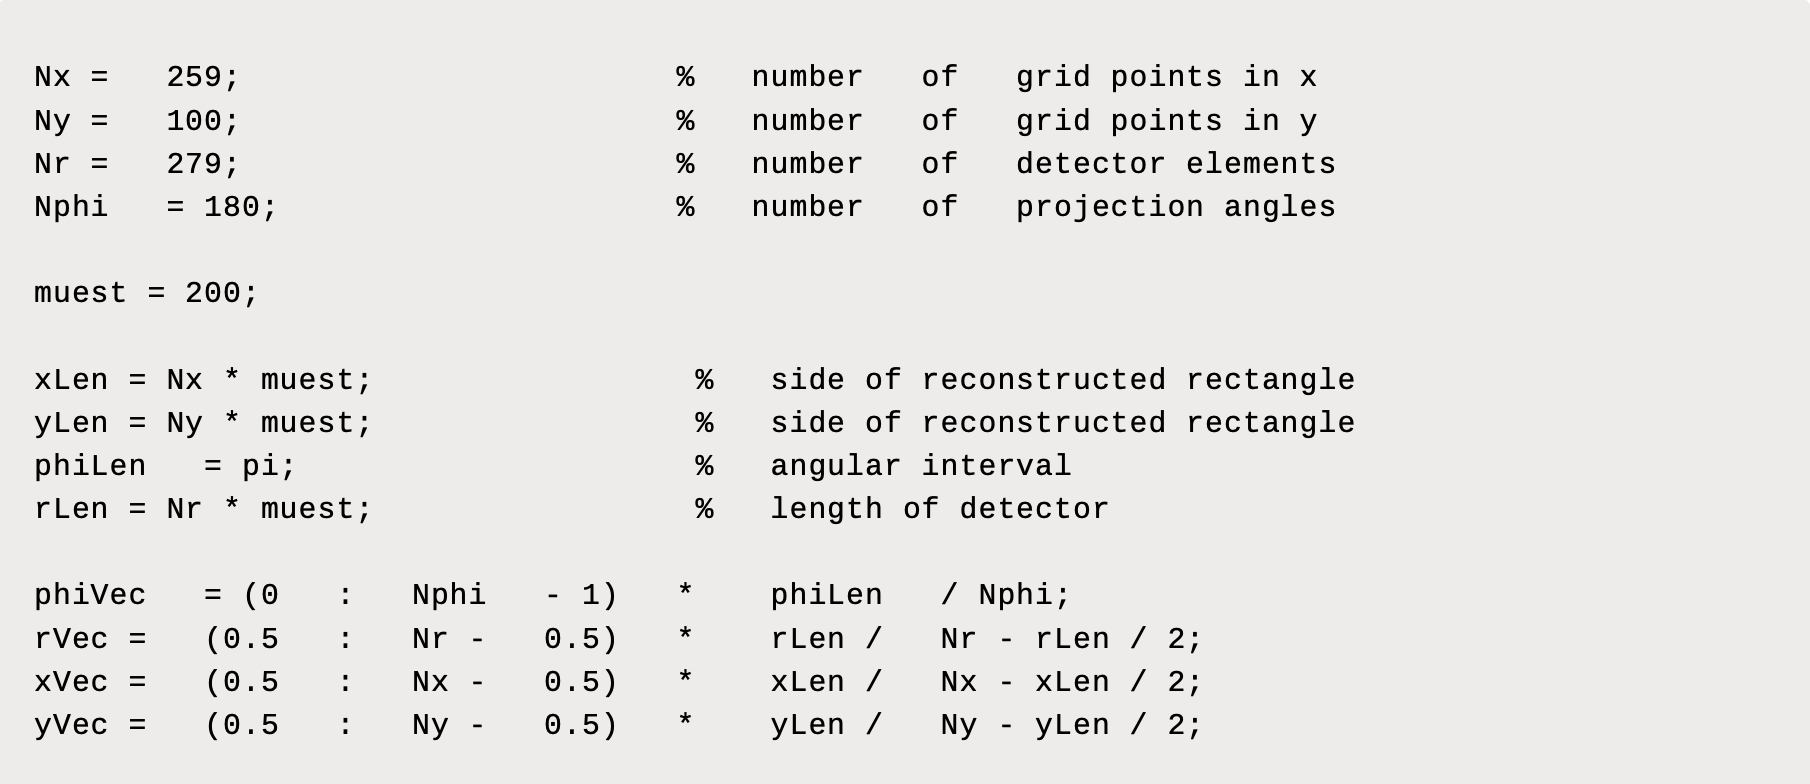 Nx = 259; % number of grid points in x
Ny = 100; % number of grid points in y
Nr = 279; % number of detector elements
Nphi = 180; % number of projection angles
muest = 200;
xLen = Nx * muest; % side of reconstructed rectangle
yLen = Ny * muest; % side of reconstructed rectangle
phiLen = pi; % angular interval
rLen = Nr * muest; % length of detector
phiVec = (0 : Nphi - 1) * phiLen / Nphi;
rVec = (0.5 : Nr - 0.5) * rLen / Nr - rLen / 2;
xVec = (0.5 : Nx - 0.5) * xLen / Nx - xLen / 2;
yVec = (0.5 : Ny - 0.5) * yLen / Ny - yLen / 2;